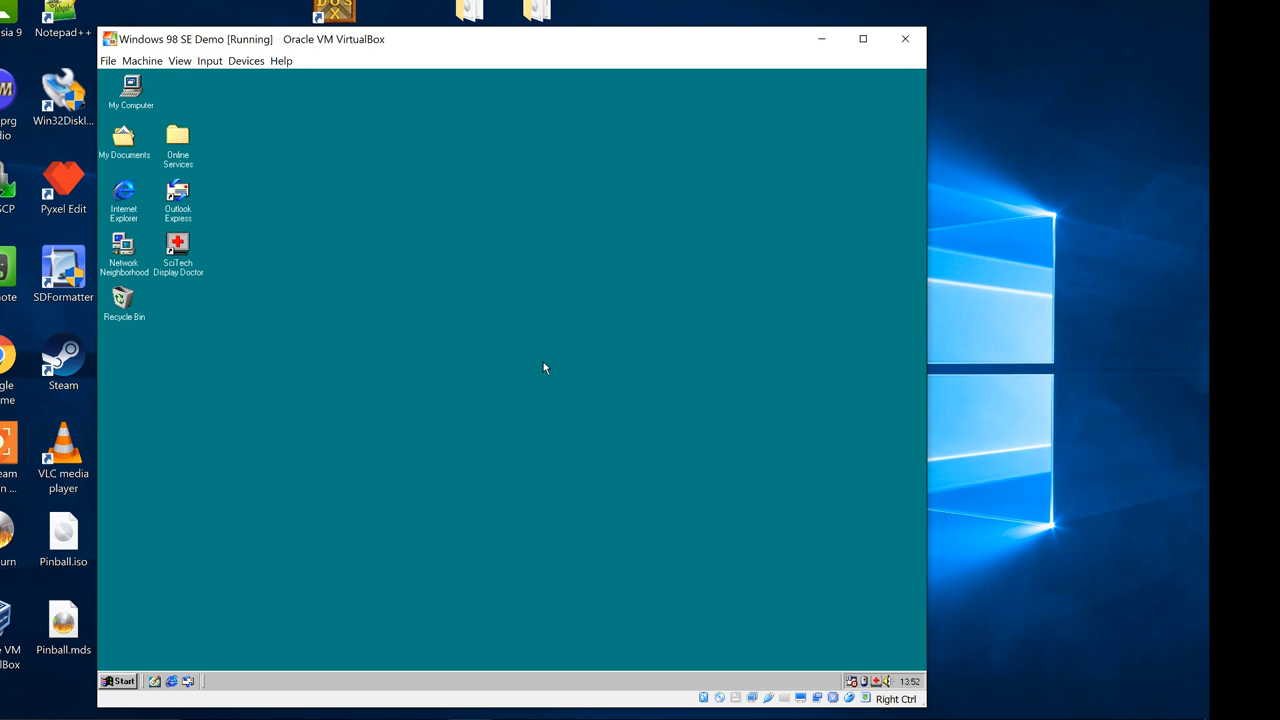 sia 9
Notepad++
DOS
X
Windows 98 SE Demo [Running]
Oracle VM VirtualBox
File Machine View Input Devices Help
My Computer
My Documents
Online
Services
Internet
Explorer
Outlook
Express
Network
Neighborhood
SciTech
Display Doctor
Recycle Bin
prg
dio
Win32DiskI...
SCP
Pyxel Edit
note
SDFormatter
gle
me
Steam
eam
n ...
VLC media
player
urn
Pinball.iso
e VM
lBox
Pinball.mds
Start
13.52
Right Ctrl